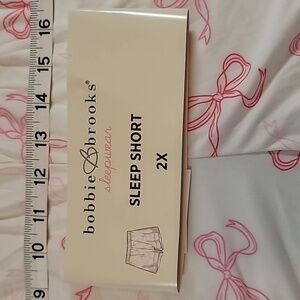 bobbie B brooks®
sleepwear
SLEEP SHORT
2X
9 10 11 12 13 14 15 16